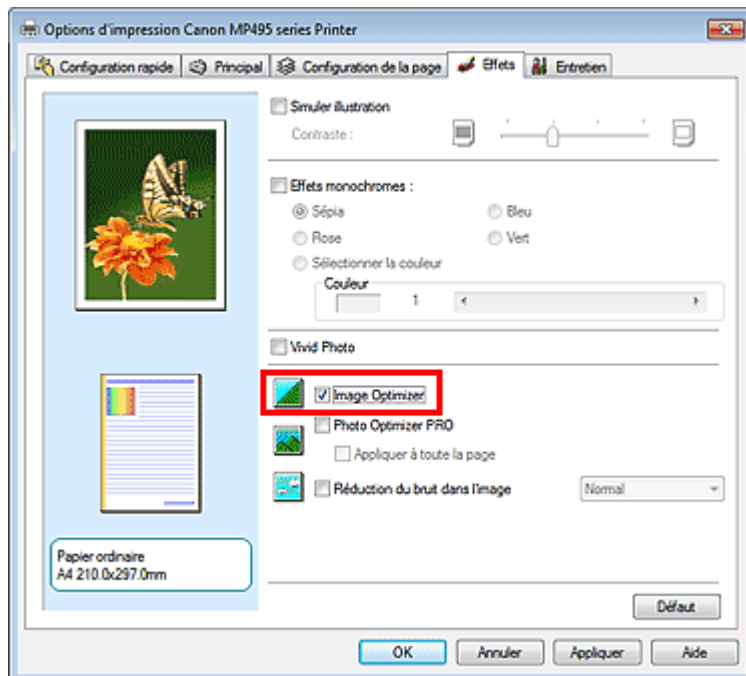 Options d'impression Canon MP495 series Printer
Configuration rapide Principal Configuration de la page Effets Entretien
Simuler illustration
Contraste :
Effets monochromes :
Sépia Bleu
Rose Vert
Sélectionner la couleur
Couleur
1
Vivid Photo
Image Optimizer
Photo Optimizer PRO
Appliquer à toute la page
Réduction du bruit dans l'image Normal
Papier ordinaire
A4 210.0x297.0mm
Défaut
OK Annuler Appliquer Aide